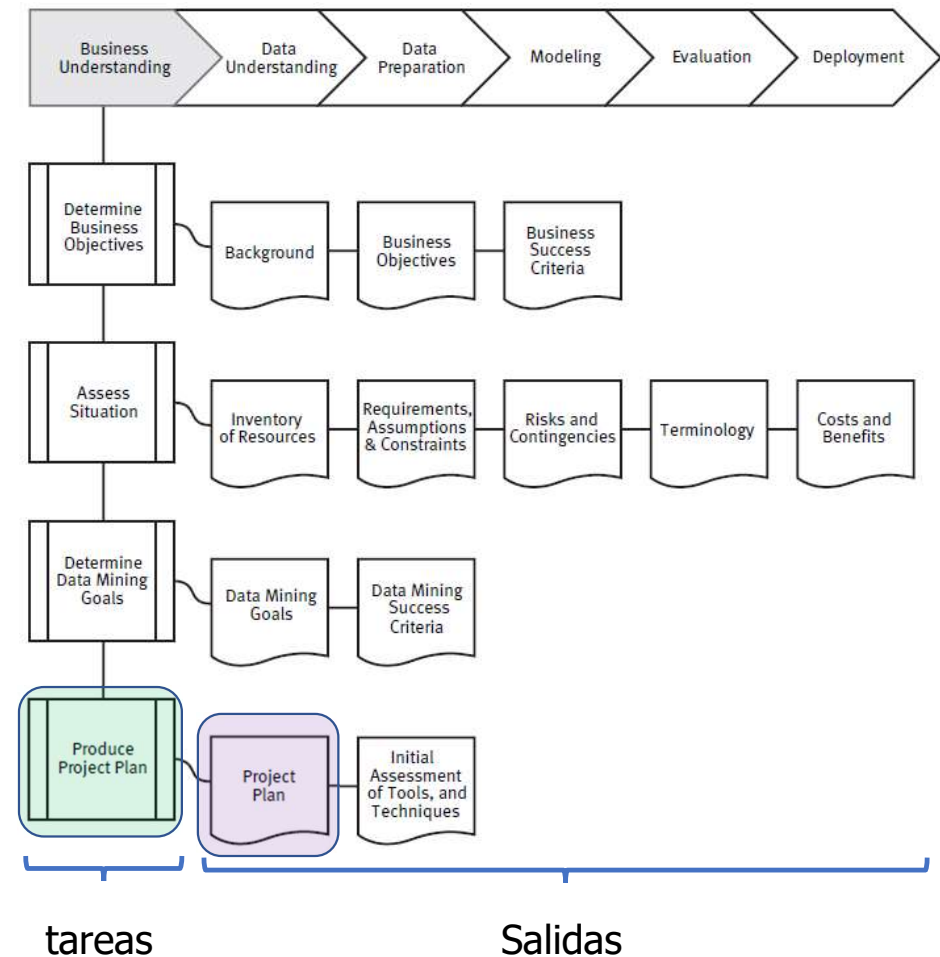 Business
Understanding
Data
Understanding
Data
Preparation
Modeling
Evaluation
Deployment
Determine
Business
Objectives
Background
Business
Objectives
Business
Success
Criteria
Assess
Situation
Inventory
of Resources
Requirements,
Assumptions
& Constraints
Risks and
Contingencies
Terminology
Costs and
Benefits
Determine
Data Mining
Goals
Data Mining
Goals
Data Mining
Success
Criteria
Produce
Project Plan
Project
Plan
Initial
Assessment
of Tools, and
Techniques
tareas
Salidas